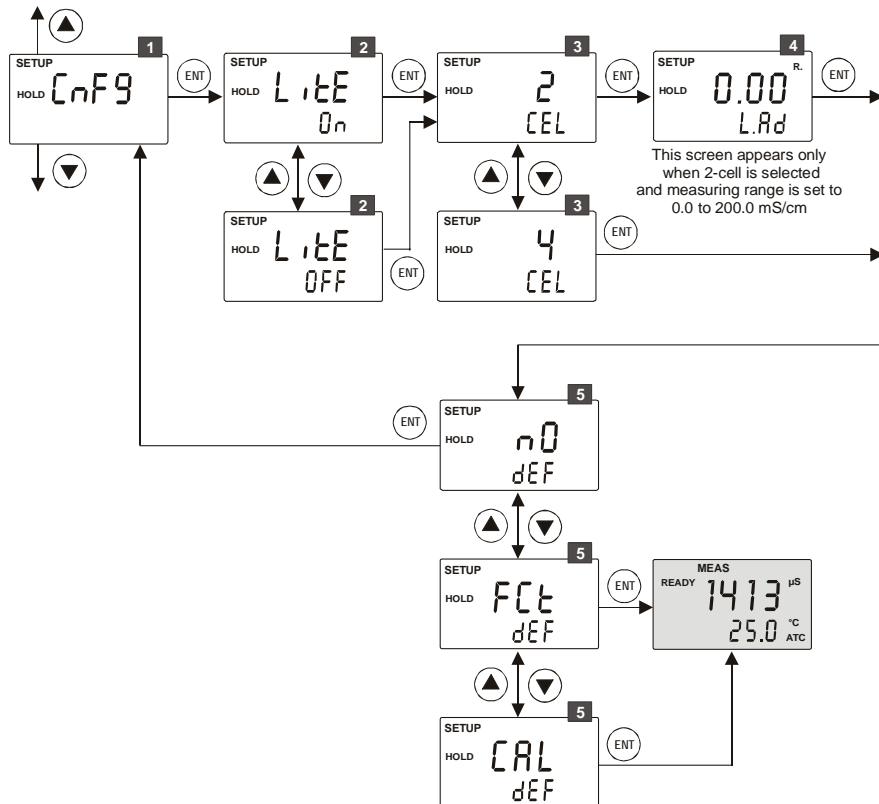 1
SETUP
HOLD CnF9
ENT
2
SETUP
HOLD LitE
On
ENT
3
SETUP
HOLD 2
CEL
ENT
4
SETUP R.
HOLD 0.00
L.Ad
ENT
This screen appears only
when 2-cell is selected
and measuring range is set to
0.0 to 200.0 mS/cm
2
SETUP
HOLD LitE
OFF
ENT
3
SETUP
HOLD 4
CEL
ENT
5
SETUP
HOLD n0
dEF
ENT
5
SETUP
HOLD FCt
dEF
ENT
MEAS
READY 1413 µS
25.0 °C
ATC
5
SETUP
HOLD CAL
dEF
ENT